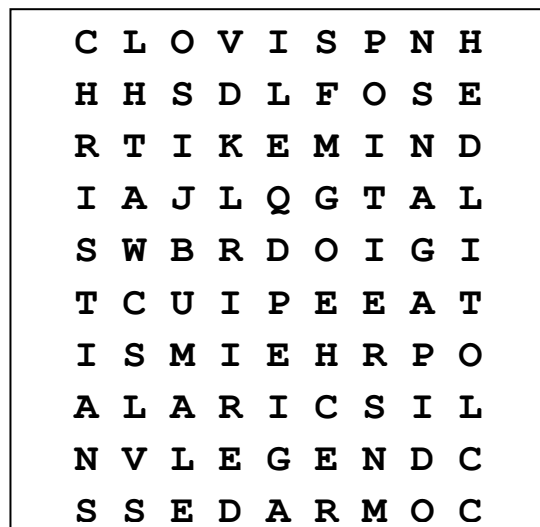 C L O V I S P N H
H H S D L F O S E
R T I K E M I N D
I A J L Q G T A L
S W B R D O I G I
T C U I P E E A T
I S M I E H R P O
A L A R I C S I L
N V L E G E N D C
S S E D A R M O C